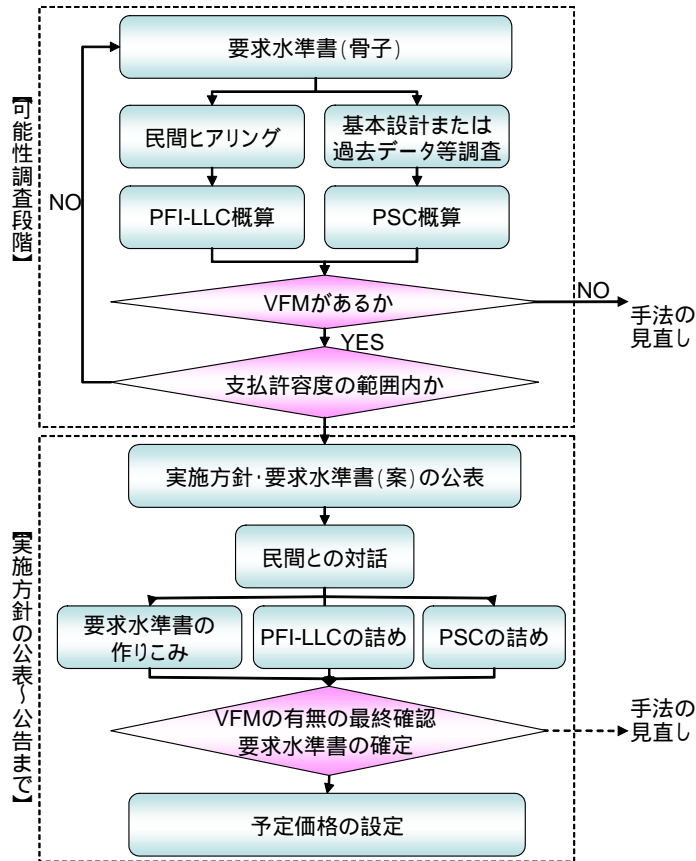 【可能性調査段階】
要求水準書(骨子)
民間ヒアリング
基本設計または
過去データ等調査
NO
PFI-LLC概算
PSC概算
VFMがあるか
NO
手法の
見直し
YES
支払許容度の範囲内か
【実施方針の公表～公告まで】
実施方針・要求水準書(案)の公表
民間との対話
要求水準書の
作りこみ
PFI-LLCの詰め
PSCの詰め
VFMの有無の最終確認
要求水準書の確定
手法の
見直し
予定価格の設定